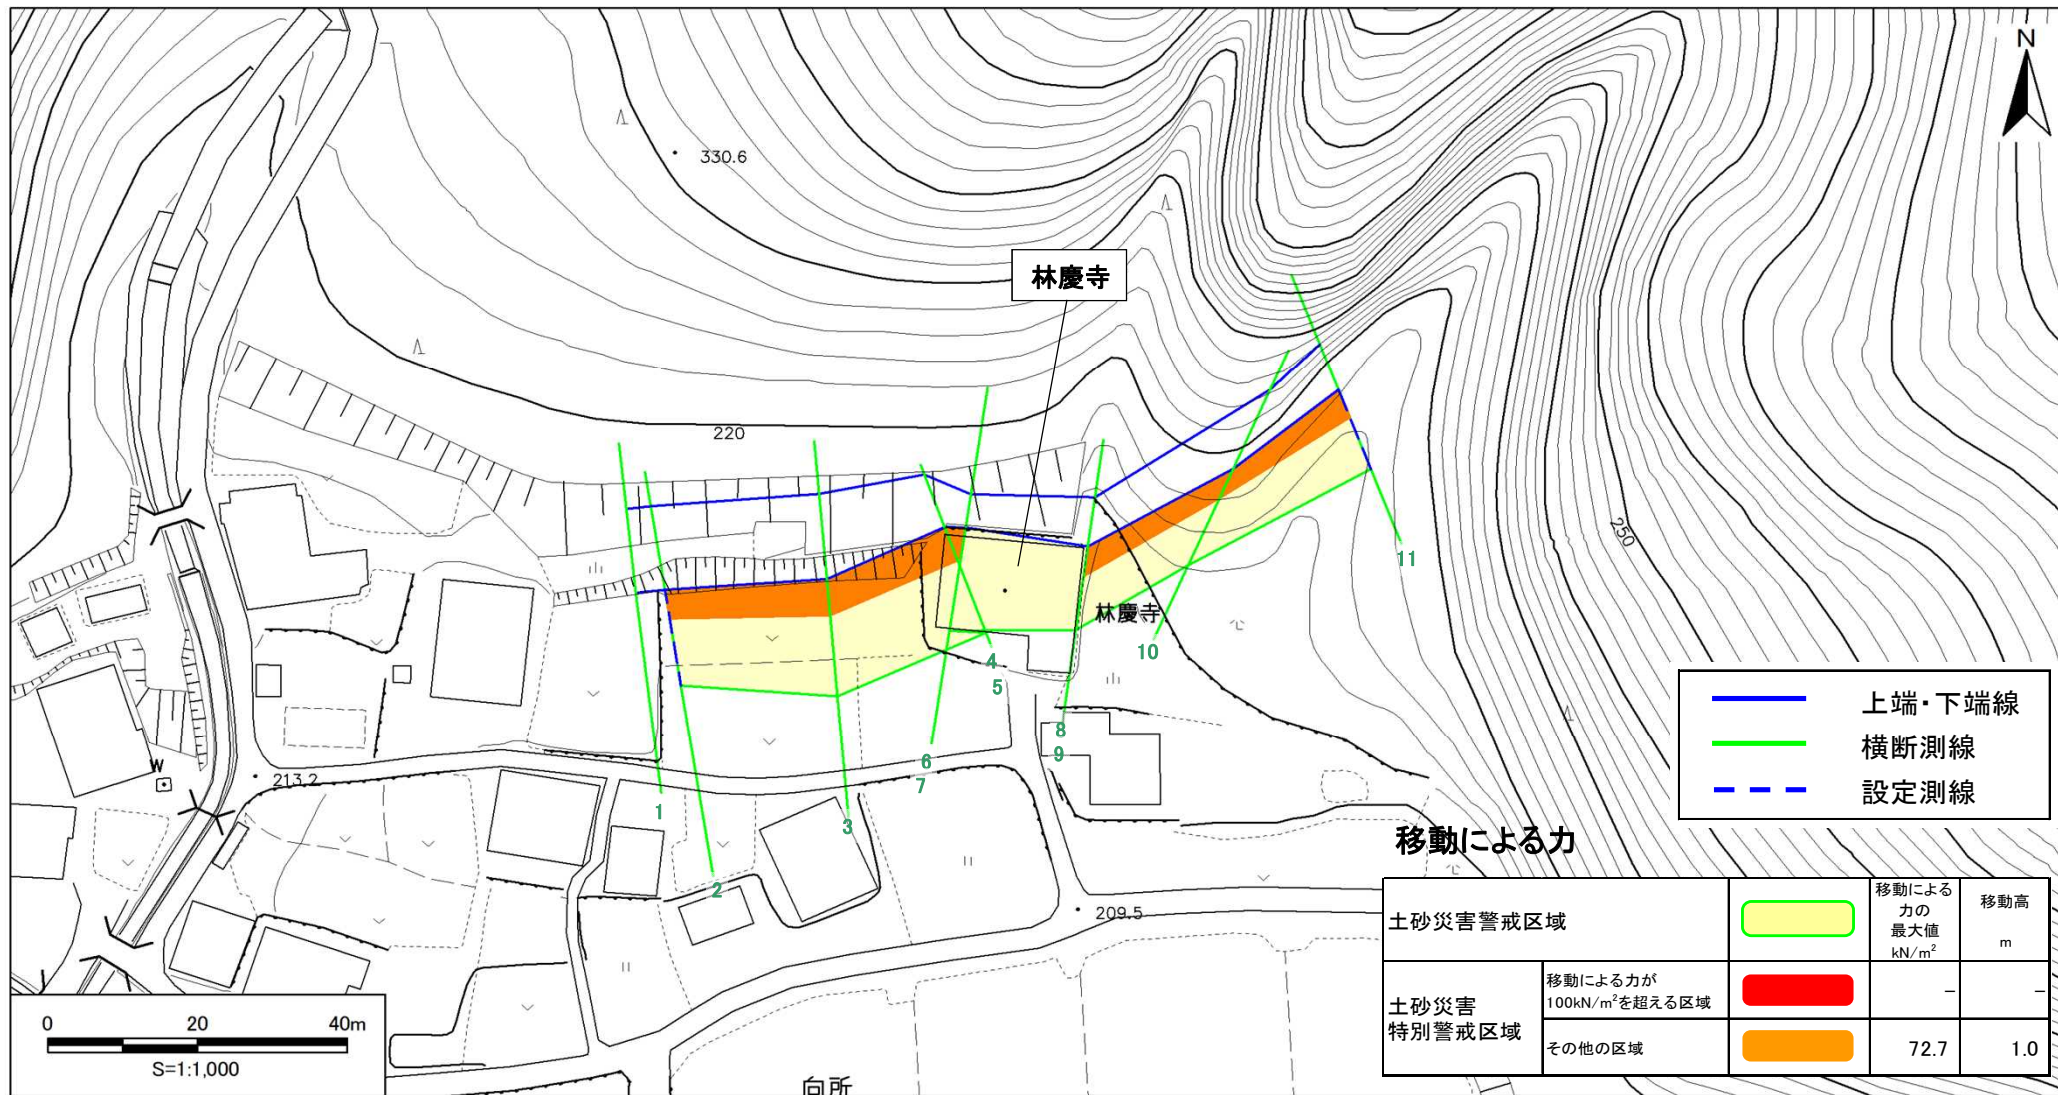 N
330.6
林慶寺
220
250
11
林慶寺
10
4
5
8
6
9
7
W
213.2
1
3
2
209.5
上端・下端線
横断測線
設定測線
移動による力
土砂災害警戒区域
移動による
力の
最大値
kN/m²
移動高
m
土砂災害
特別警戒区域
移動による力が
100kN/m²を超える区域
－
－
その他の区域
72.7
1.0
0 20 40m
S=1:1,000
向所